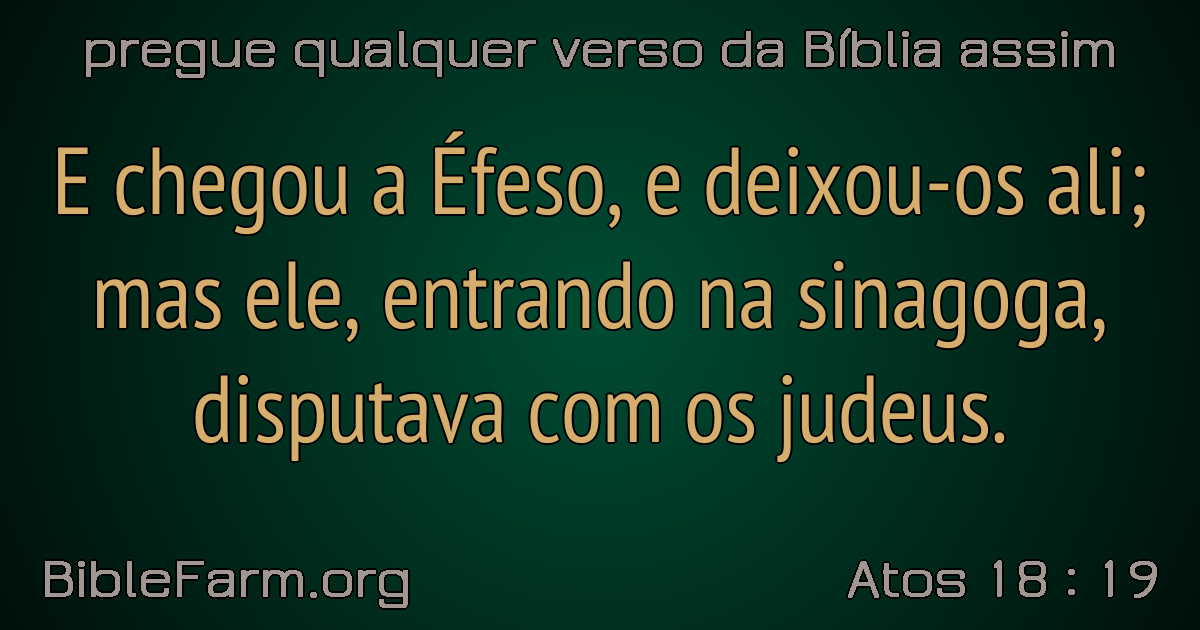 pregue qualquer verso da Bíblia assim
E chegou a Éfeso, e deixou-os ali;
mas ele, entrando na sinagoga,
disputava com os judeus.
BibleFarm.org
Atos 18 : 19